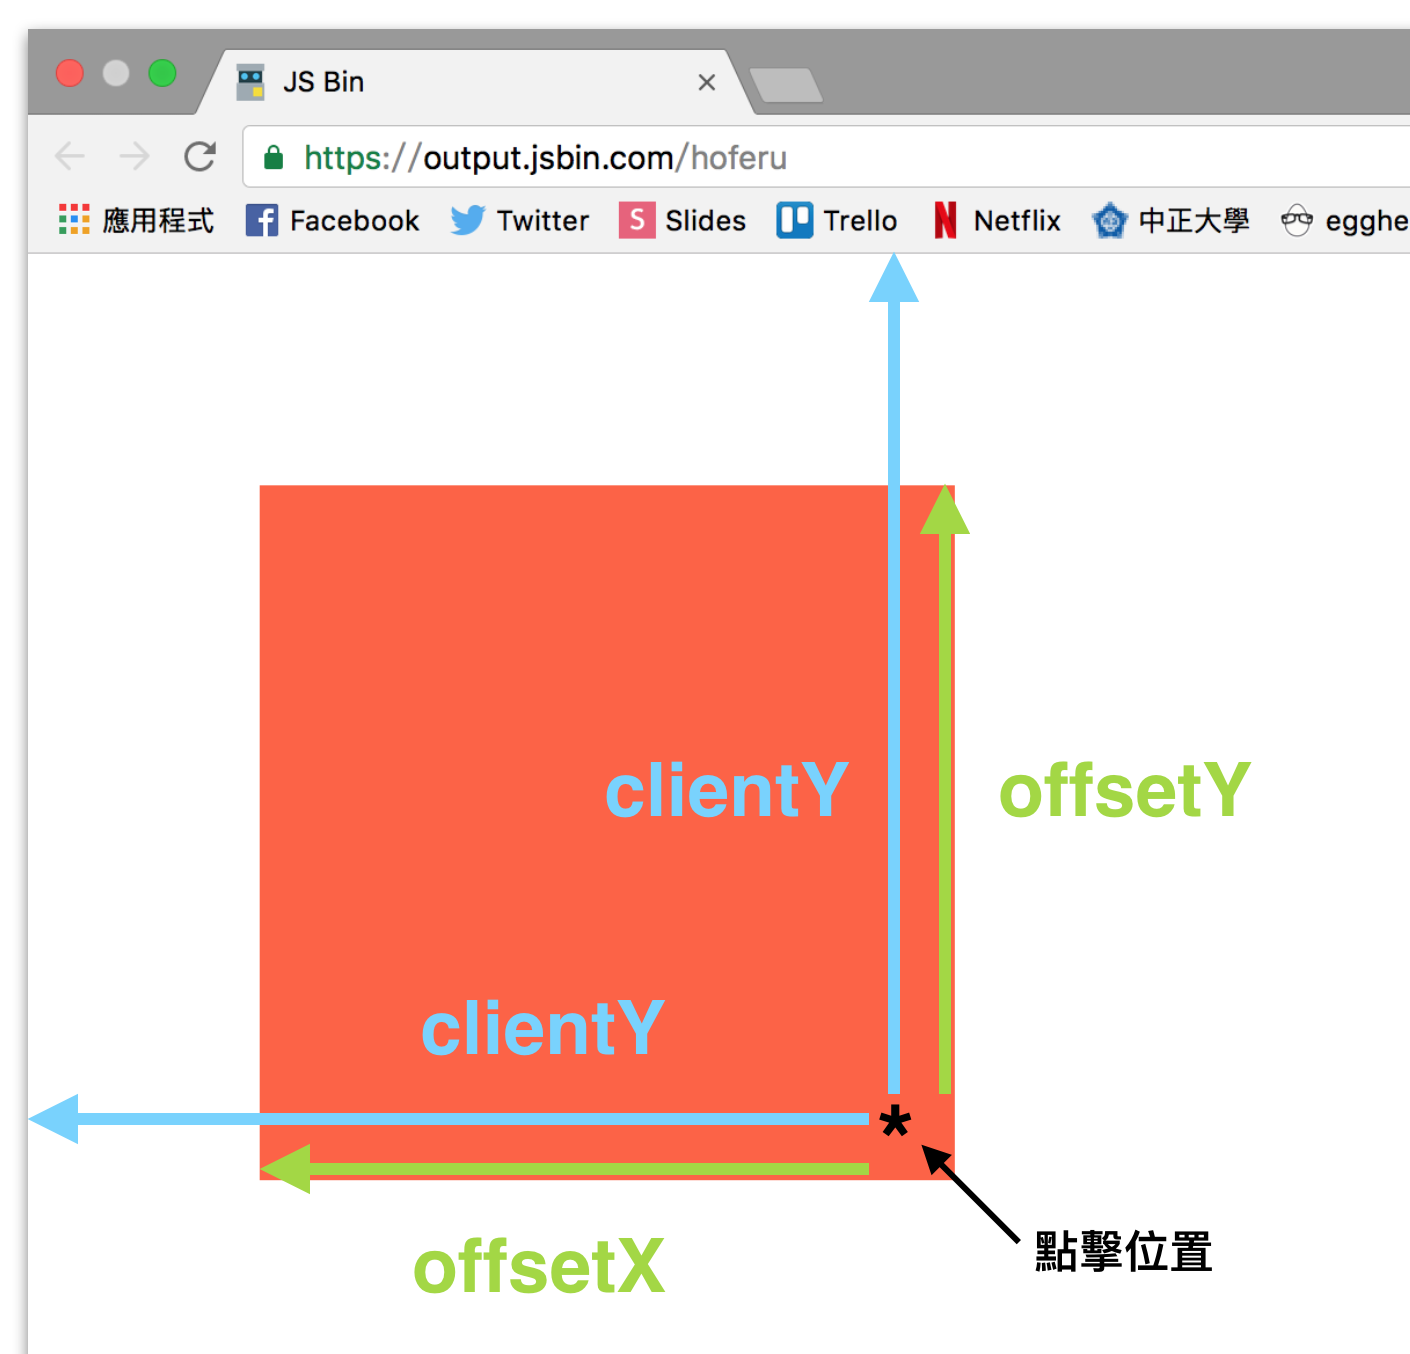 JS Bin
https://output.jsbin.com/hoferu
應用程式 Facebook Twitter S Slides Trello N Netflix 中正大學 egghe
clientY offsetY
clientY
*
點擊位置
offsetX